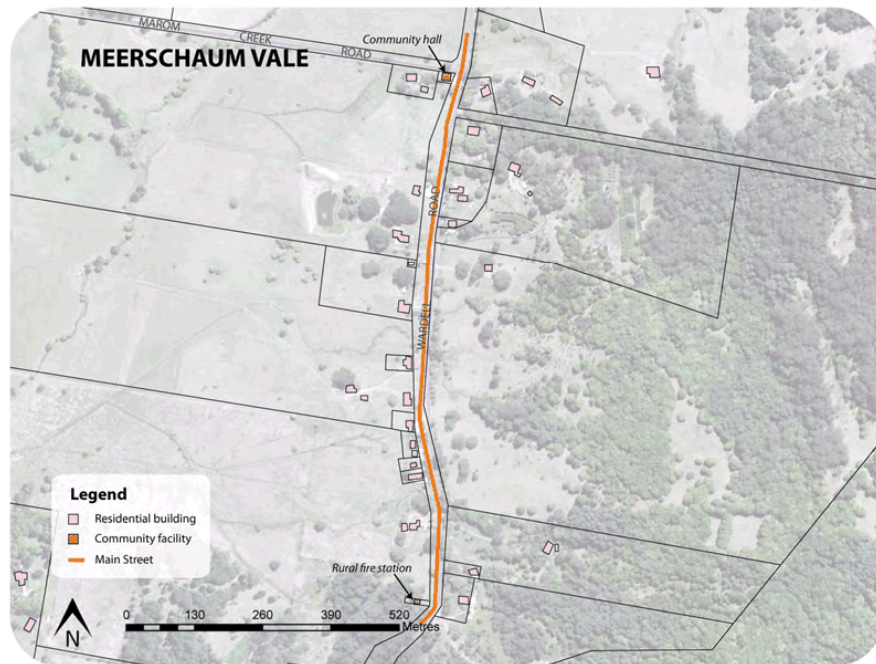 MAROM CREEK ROAD
Community hall
MEERSCHAUM VALE
ROAD
WARDELL
Legend
Residential building
Community facility
Main Street
Rural fire station
0 130 260 390 520
Metres
N